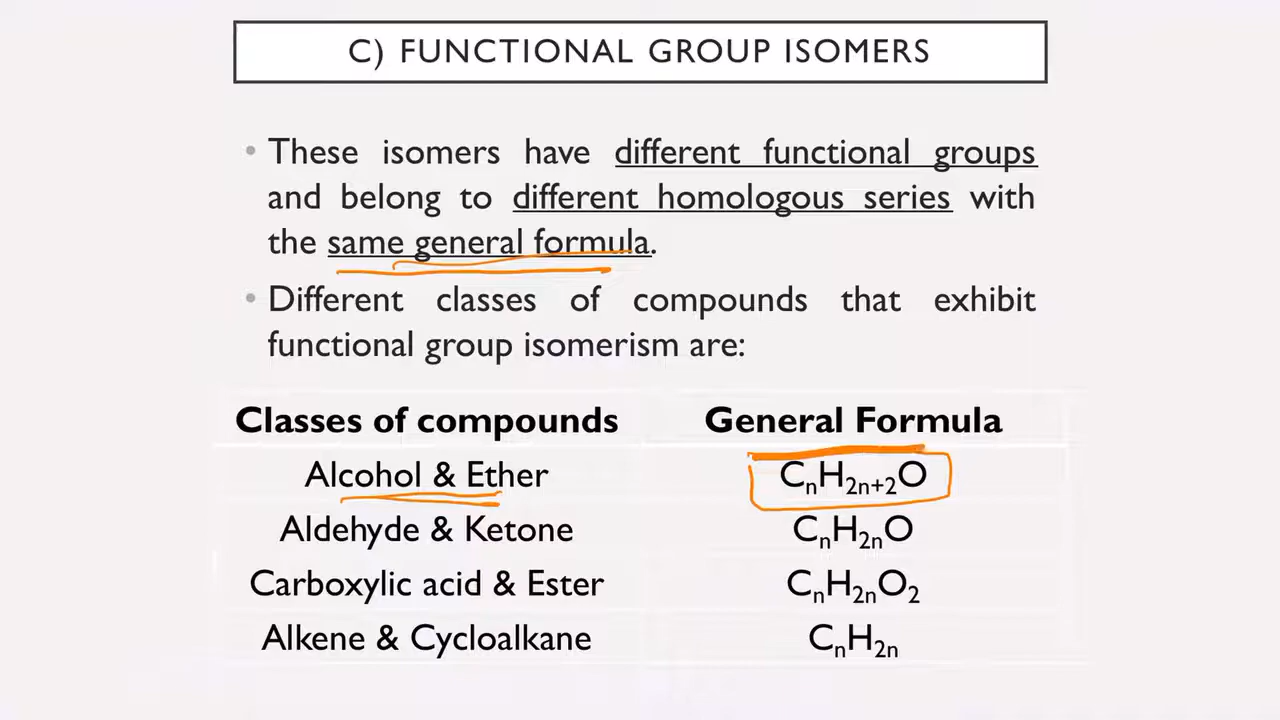 C) FUNCTIONAL GROUP ISOMERS
• These isomers have different functional groups
and belong to different homologous series with
the same general formula.
• Different classes of compounds that exhibit
functional group isomerism are:
Classes of compounds General Formula
Alcohol & Ether CₙH₂ₙ₊₂O
Aldehyde & Ketone CₙH₂ₙO
Carboxylic acid & Ester CₙH₂ₙO₂
Alkene & Cycloalkane CₙH₂ₙ